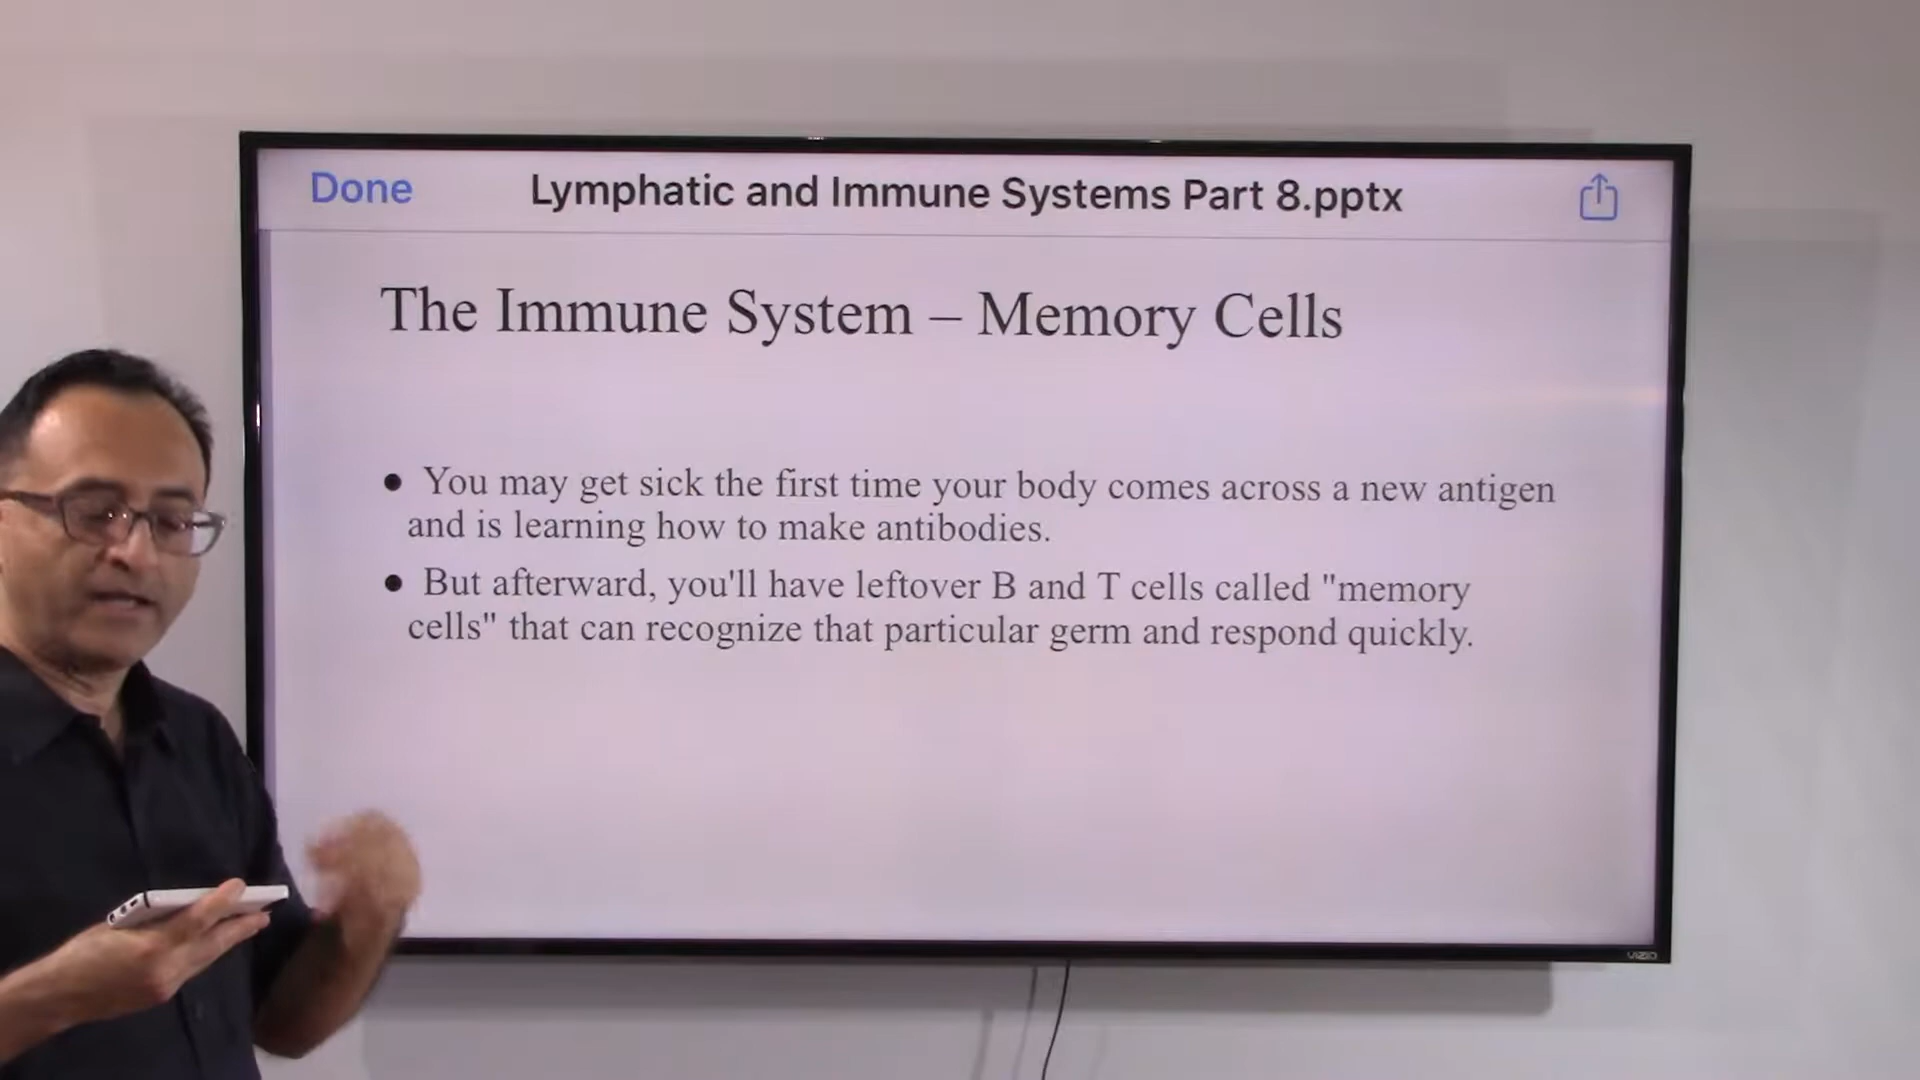 Done
Lymphatic and Immune Systems Part 8.pptx
The Immune System – Memory Cells
● You may get sick the first time your body comes across a new antigen
and is learning how to make antibodies.
● But afterward, you'll have leftover B and T cells called "memory
cells" that can recognize that particular germ and respond quickly.
VIZIO